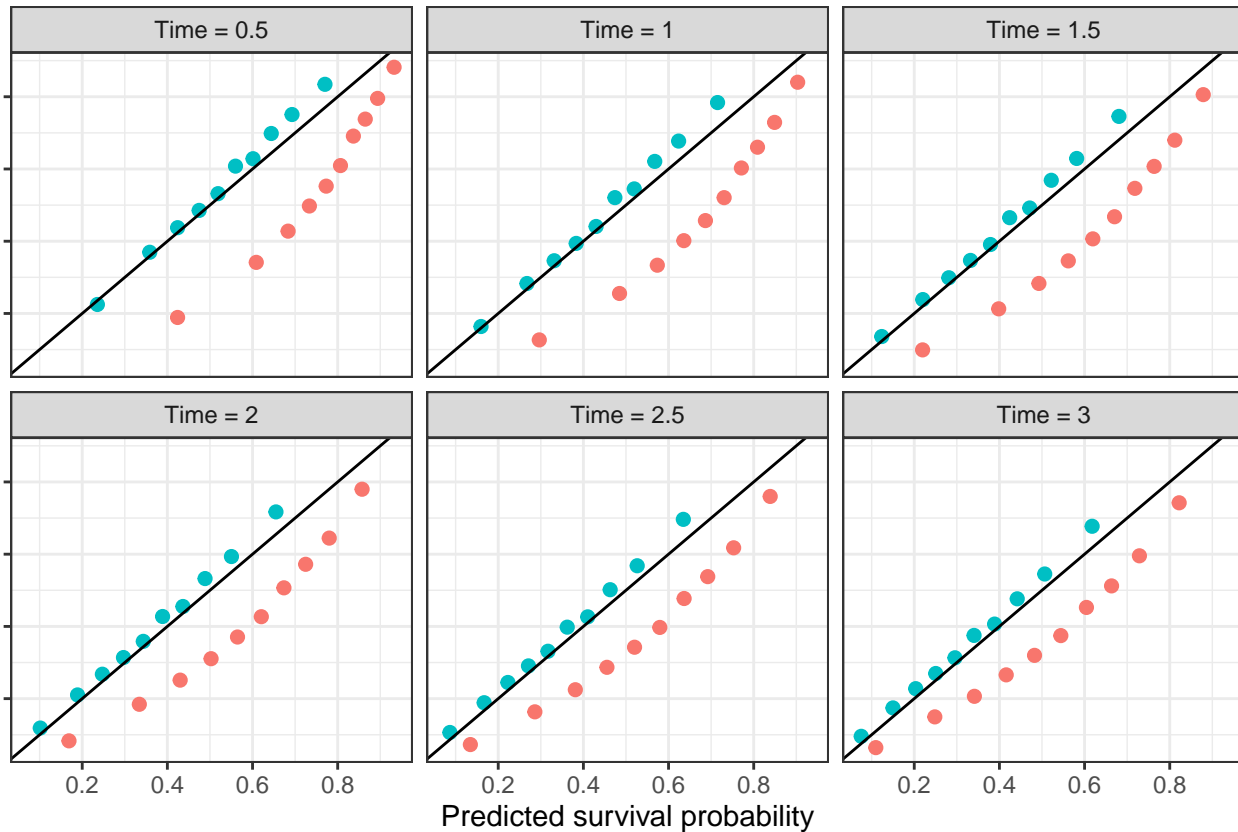 Time = 0.5 Time = 1 Time = 1.5
Time = 2 Time = 2.5 Time = 3
0.2 0.4 0.6 0.8 0.2 0.4 0.6 0.8 0.2 0.4 0.6 0.8
Predicted survival probability